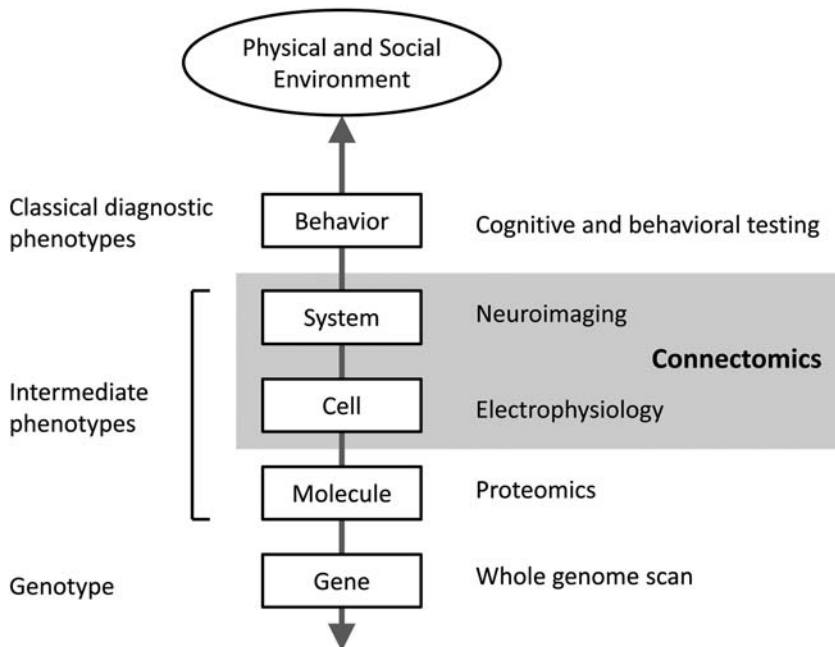 Physical and Social
Environment
Classical diagnostic
phenotypes
Behavior
Cognitive and behavioral testing
System
Neuroimaging
Connectomics
Intermediate
phenotypes
Cell
Electrophysiology
Molecule
Proteomics
Genotype
Gene
Whole genome scan